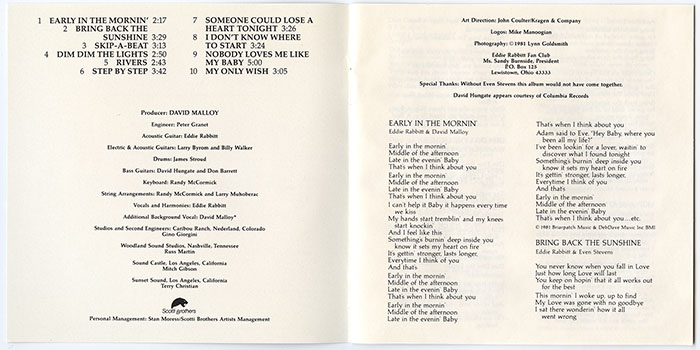 1 EARLY IN THE MORNIN' 2:17
2 BRING BACK THE
SUNSHINE 3:29
3 SKIP-A-BEAT 3:13
4 DIM DIM THE LIGHTS 2:50
5 RIVERS 2:43
6 STEP BY STEP 3:42
7 SOMEONE COULD LOSE A
HEART TONIGHT 3:26
8 I DON'T KNOW WHERE
TO START 3:24
9 NOBODY LOVES ME LIKE
MY BABY 5:00
10 MY ONLY WISH 3:05
Producer: DAVID MALLOY
Engineer: Peter Granet
Acoustic Guitar: Eddie Rabbitt
Electric & Acoustic Guitars: Larry Byrom and Billy Walker
Drums: James Stroud
Bass Guitars: David Hungate and Don Barrett
Keyboard: Randy McCormick
String Arrangements: Randy McCormick and Larry Muhoberac
Vocals and Harmonies: Eddie Rabbitt
Additional Background Vocal: David Malloy*
Studios and Second Engineers: Caribou Ranch, Nederland, Colorado
Gino Giorgini
Woodland Sound Studios, Nashville, Tennessee
Russ Martin
Sound Castle, Los Angeles, California
Mitch Gibson
Sunset Sound, Los Angeles, California
Terry Christian
Scotti Brothers
Personal Management: Stan Moress/Scotti Brothers Artists Management
Art Direction: John Coulter/Kragen & Company
Logos: Mike Manoogian
Photography: ©1981 Lynn Goldsmith
Eddie Rabbitt Fan Club
Ms. Sandy Burnside, President
P.O. Box 125
Lewistown, Ohio 43333
Special Thanks: Without Even Stevens this album would not have come together.
David Hungate appears courtesy of Columbia Records
EARLY IN THE MORNIN'
Eddie Rabbitt & David Malloy
Early in the mornin'
Middle of the afternoon
Late in the evenin' Baby
That's when I think about you
Early in the mornin'
Middle of the afternoon
Late in the evenin' Baby
That's when I think about you
I can't help it Baby it happens every time
we kiss
My hands start tremblin' and my knees
start knockin'
And I feel like this
Somethings burnin' deep inside you
know it sets my heart on fire
It's gettin' stronger, lasts longer,
Everytime I think of you
And that's
Early in the mornin'
Middle of the afternoon
Late in the evenin' Baby
That's when I think about you
Early in the mornin'
Middle of the afternoon
Late in the evenin' Baby
That's when I think about you
Adam said to Eve, "Hey Baby, where you
been all my life?"
I've been lookin' for a lover, waitin' to
discover what I found tonight
Something's burnin' deep inside you
know it sets my heart on fire
It's gettin' stronger, lasts longer,
Everytime I think of you
And that's
Early in the mornin'
Middle of the afternoon
Late in the evenin' Baby
That's when I think about you...etc.
© 1981 Briarpatch Music & DebDave Music Inc BMI
BRING BACK THE SUNSHINE
Eddie Rabbitt & Even Stevens
You never know when you fall in Love
Just how long Love will last
You keep on hopin' that it all works out
for the best
This mornin' I woke up, up to find
My Love was gone with no goodbye
I sat there wonderin' how it all
went wrong